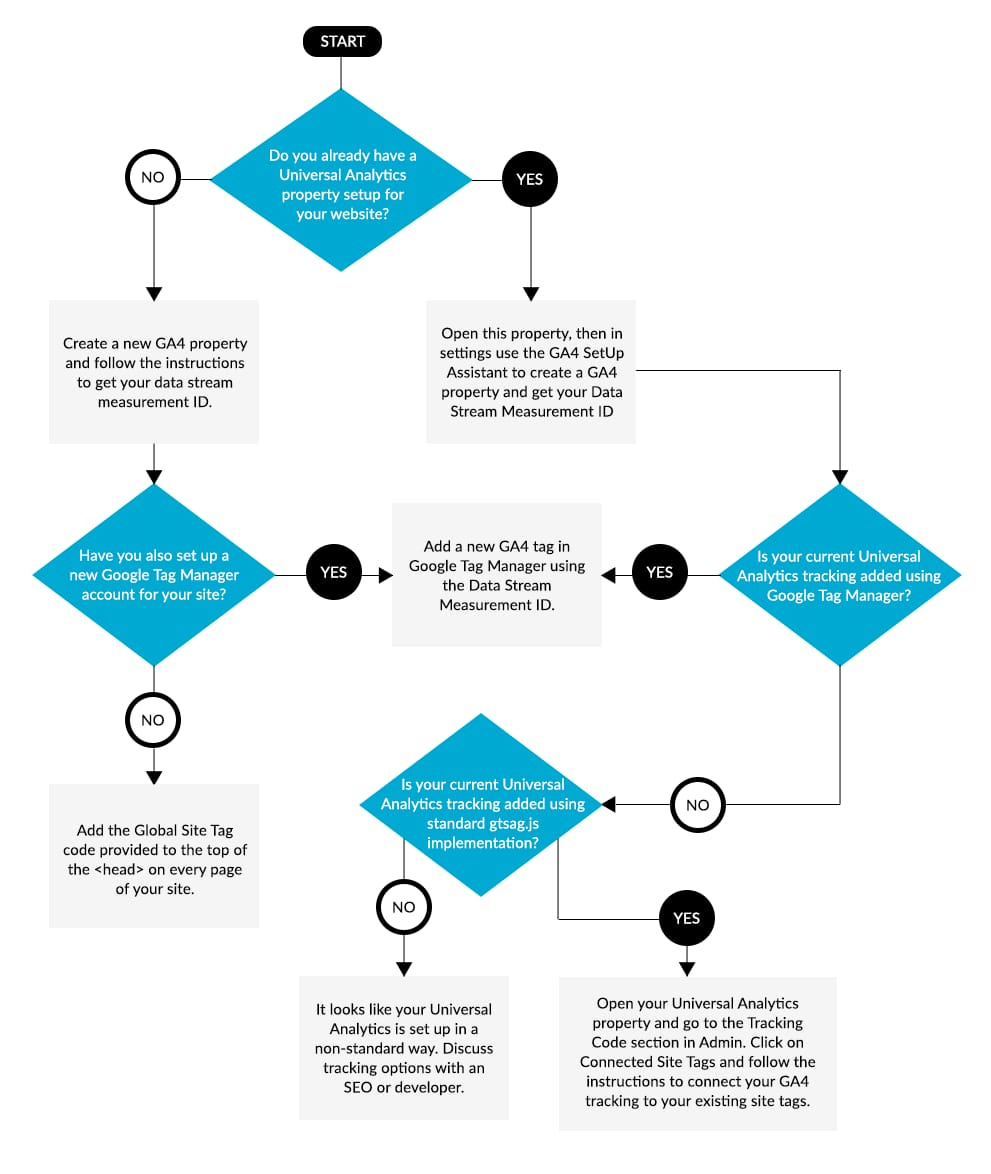 START
Do you already have a
Universal Analytics
property setup for
your website?
NO
YES
Create a new GA4 property
and follow the instructions
to get your data stream
measurement ID.
Open this property, then in
settings use the GA4 SetUp
Assistant to create a GA4
property and get your Data
Stream Measurement ID
Have you also set up a
new Google Tag Manager
account for your site?
YES
Add a new GA4 tag in
Google Tag Manager using
the Data Stream
Measurement ID.
YES
Is your current Universal
Analytics tracking added using
Google Tag Manager?
NO
Add the Global Site Tag
code provided to the top of
the <head> on every page
of your site.
Is your current Universal
Analytics tracking added using
standard gtsag.js
implementation?
NO
NO
YES
It looks like your Universal
Analytics is set up in a
non-standard way. Discuss
tracking options with an
SEO or developer.
Open your Universal Analytics
property and go to the Tracking
Code section in Admin. Click on
Connected Site Tags and follow the
instructions to connect your GA4
tracking to your existing site tags.